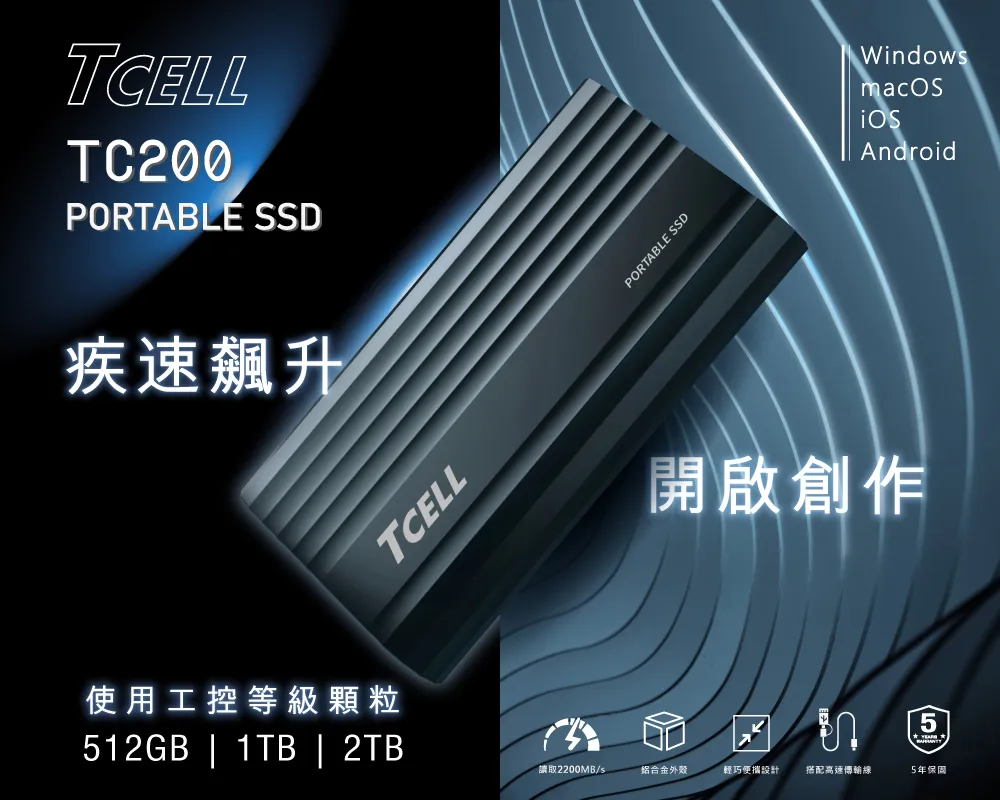 TCELL
TC200
PORTABLE SSD
Windows
macOS
iOS
Android
PORTABLE SSD
疾速飆升
TCELL
開啟創作
使用工控等級顆粒
512GB | 1TB | 2TB
5
YEARS
WARRANTY
讀取2200MB/s
鋁合金外殼
輕巧便攜設計
搭配高速傳輸線
5年保固